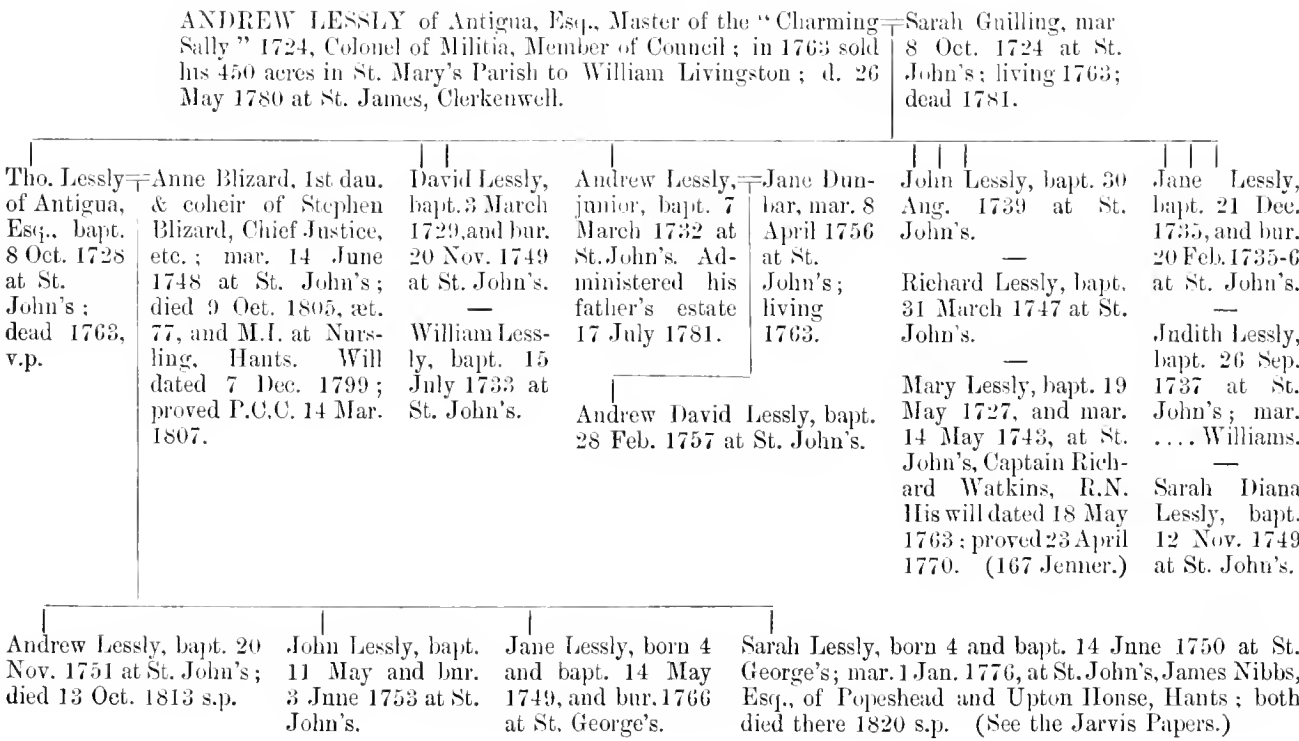 ANDREW LESSLY of Antigua, Esq., Master of the “Charming
Sally” 1724, Colonel of Militia, Member of Council; in 1763 sold
his 450 acres in St. Mary's Parish to William Livingston; d. 26
May 1780 at St. James, Clerkenwell.
Sarah Guilling, mar
8 Oct. 1724 at St.
John's; living 1763;
dead 1781.
Tho. Lessly
of Antigua,
Esq., bapt.
8 Oct. 1728
at St.
John's;
dead 1763,
v.p.
Anne Blizard, 1st dau.
& coheir of Stephen
Blizard, Chief Justice,
etc.; mar. 14 June
1748 at St. John's;
died 9 Oct. 1805, æt.
77, and M.I. at Nurs-
ling, Hants. Will
dated 7 Dec. 1799;
proved P.C.C. 14 Mar.
1807.
David Lessly,
bapt. 3 March
1729, and bur.
20 Nov. 1749
at St. John's.
—
William Less-
ly, bapt. 15
July 1733 at
St. John's.
Andrew Lessly,
junior, bapt. 7
March 1732 at
St. John's. Ad-
ministered his
father's estate
17 July 1781.
Jane Dun-
bar, mar. 8
April 1756
at St.
John's;
living
1763.
Andrew David Lessly, bapt.
28 Feb. 1757 at St. John's.
John Lessly, bapt. 30
Aug. 1739 at St.
John's.
—
Richard Lessly, bapt.
31 March 1747 at St.
John's.
—
Mary Lessly, bapt. 19
May 1727, and mar.
14 May 1743, at St.
John's, Captain Rich-
ard Watkins, R.N.
His will dated 18 May
1763; proved 23 April
1770. (167 Jenner.)
Jane Lessly,
bapt. 21 Dec.
1735, and bur.
20 Feb. 1735-6
at St. John's.
—
Judith Lessly,
bapt. 26 Sep.
1737 at St.
John's; mar.
.... Williams.
—
Sarah Diana
Lessly, bapt.
12 Nov. 1749
at St. John's.
Andrew Lessly, bapt. 20
Nov. 1751 at St. John's;
died 13 Oct. 1813 s.p.
John Lessly, bapt.
11 May and bur.
3 June 1753 at St.
John's.
Jane Lessly, born 4
and bapt. 14 May
1749, and bur. 1766
at St. George's.
Sarah Lessly, born 4 and bapt. 14 June 1750 at St.
George's; mar. 1 Jan. 1776, at St. John's, James Nibbs,
Esq., of Popeshead and Upton House, Hants; both
died there 1820 s.p. (See the Jarvis Papers.)